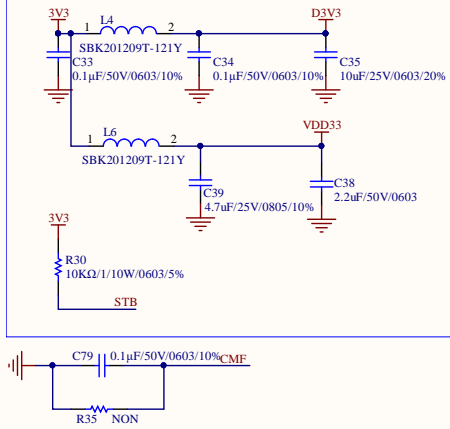 3V3
D3V3
1 L4 2
SBK201209T-121Y
C33
0.1µF/50V/0603/10%
C34
0.1µF/50V/0603/10%
C35
10uF/25V/0603/20%
VDD33
1 L6 2
SBK201209T-121Y
C39
4.7uF/25V/0805/10%
C38
2.2uF/50V/0603
3V3
R30
10KΩ/1/10W/0603/5%
STB
C79 0.1µF/50V/0603/10%
CMF
R35 NON